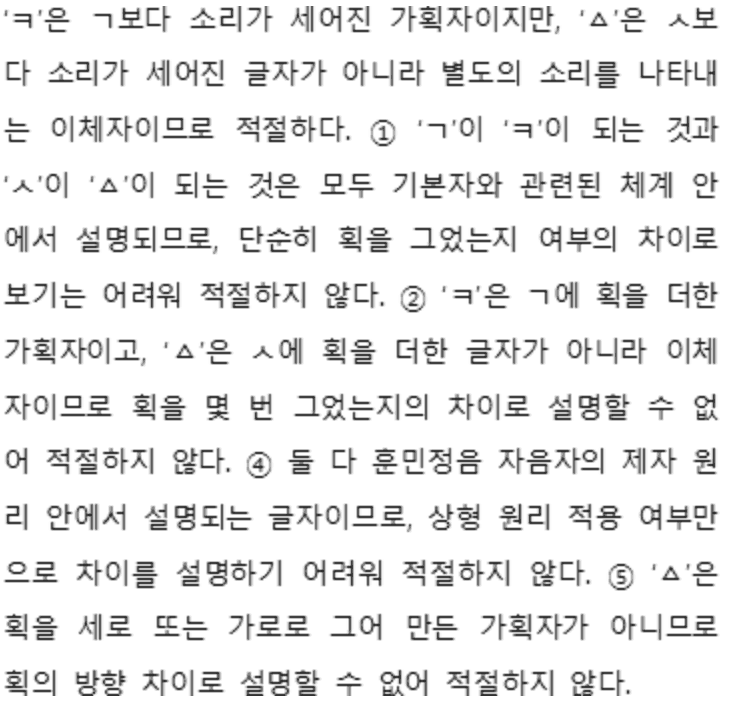 ‘ㅋ’은 ㄱ보다 소리가 세어진 가획자이지만, ‘ㅿ’은 ㅅ보
다 소리가 세어진 글자가 아니라 별도의 소리를 나타내
는 이체자이므로 적절하다. ① ‘ㄱ’이 ‘ㅋ’이 되는 것과
‘ㅅ’이 ‘ㅿ’이 되는 것은 모두 기본자와 관련된 체계 안
에서 설명되므로, 단순히 획을 그었는지 여부의 차이로
보기는 어려워 적절하지 않다. ② ‘ㅋ’은 ㄱ에 획을 더한
가획자이고, ‘ㅿ’은 ㅅ에 획을 더한 글자가 아니라 이체
자이므로 획을 몇 번 그었는지의 차이로 설명할 수 없
어 적절하지 않다. ④ 둘 다 훈민정음 자음자의 제자 원
리 안에서 설명되는 글자이므로, 상형 원리 적용 여부만
으로 차이를 설명하기 어려워 적절하지 않다. ⑤ ‘ㅿ’은
획을 세로 또는 가로로 그어 만든 가획자가 아니므로
획의 방향 차이로 설명할 수 없어 적절하지 않다.